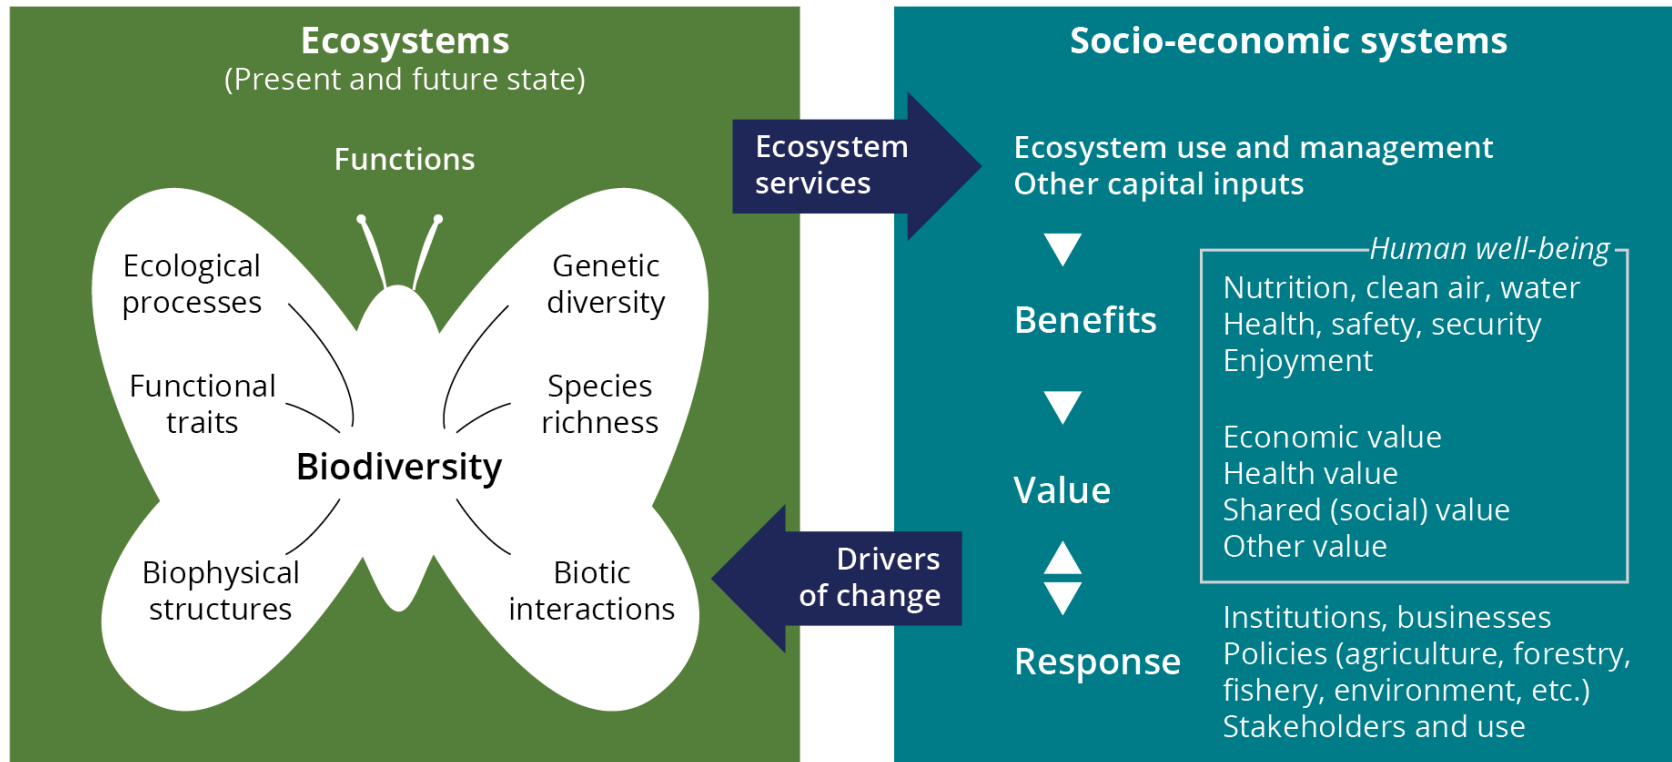 Ecosystems
(Present and future state)
Functions
Ecological
processes
Genetic
diversity
Functional
traits
Species
richness
Biodiversity
Biophysical
structures
Biotic
interactions
Ecosystem
services
Drivers
of change
Socio-economic systems
Ecosystem use and management
Other capital inputs
Human well-being
Benefits
Nutrition, clean air, water
Health, safety, security
Enjoyment
Value
Economic value
Health value
Shared (social) value
Other value
Response
Institutions, businesses
Policies (agriculture, forestry,
fishery, environment, etc.)
Stakeholders and use